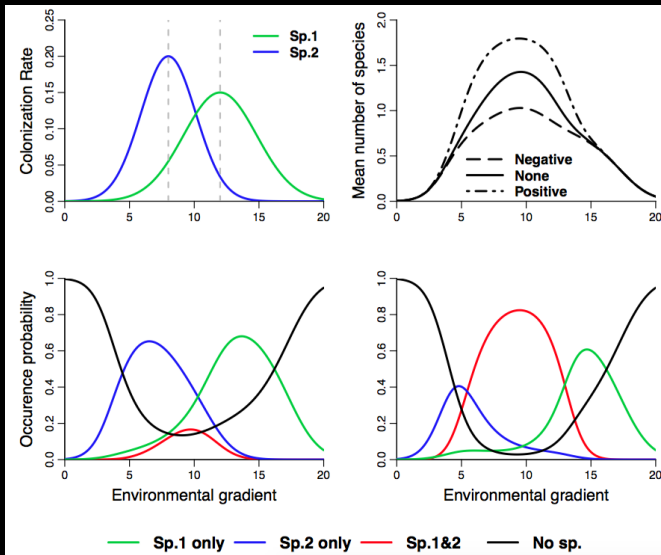 Colonization Rate
0.00 0.05 0.10 0.15 0.20 0.25
0 5 10 15 20
Sp.1
Sp.2
Mean number of species
0.0 0.5 1.0 1.5 2.0
0 5 10 15 20
Negative
None
Positive
Occurence probability
0.0 0.2 0.4 0.6 0.8 1.0
0 5 10 15 20
Environmental gradient
0.0 0.2 0.4 0.6 0.8 1.0
0 5 10 15 20
Environmental gradient
Sp.1 only Sp.2 only Sp.1&2 No sp.